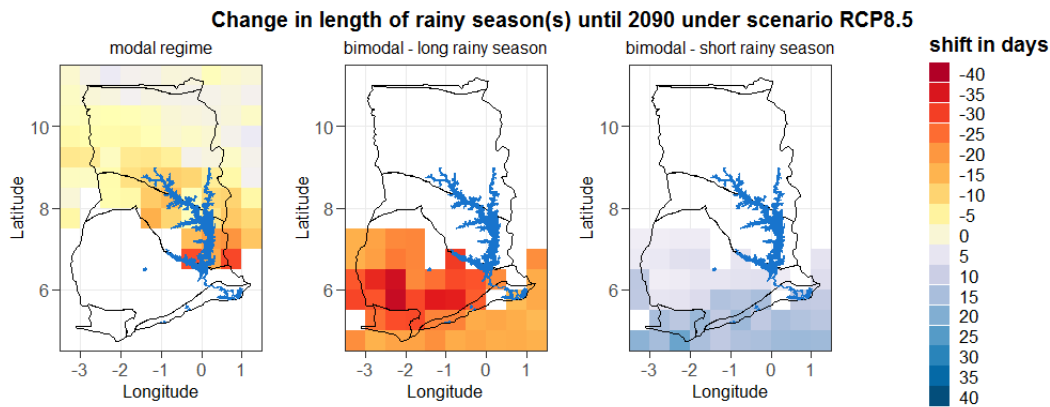 Change in length of rainy season(s) until 2090 under scenario RCP8.5
modal regime
bimodal - long rainy season
bimodal - short rainy season
shift in days
Latitude
10
8
6
-3 -2 -1 0 1
Longitude
Latitude
10
8
6
-3 -2 -1 0 1
Longitude
Latitude
10
8
6
-3 -2 -1 0 1
Longitude
-40
-35
-30
-25
-20
-15
-10
-5
0
5
10
15
20
25
30
35
40